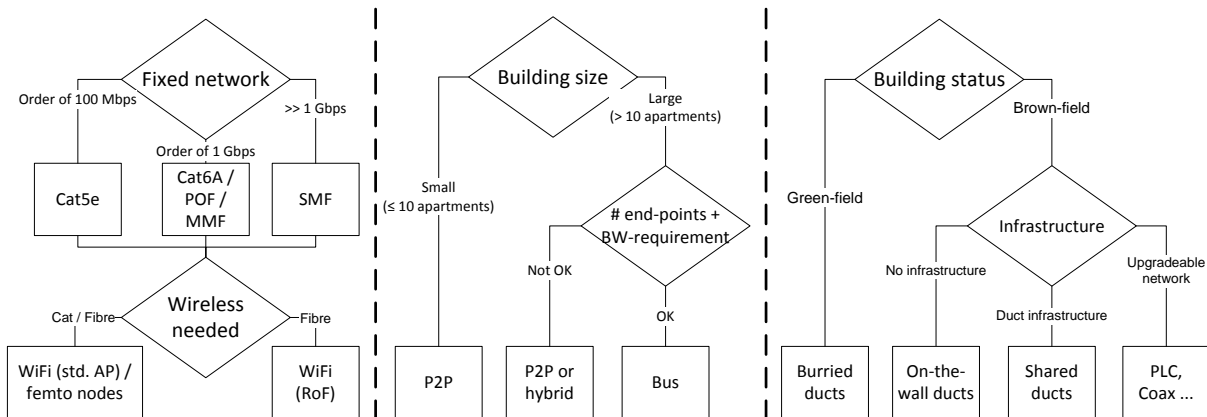 Fixed network
Order of 100 Mbps
>> 1 Gbps
Order of 1 Gbps
Cat5e
Cat6A /
POF /
MMF
SMF
Wireless
needed
Cat / Fibre
Fibre
WiFi (std. AP) /
femto nodes
WiFi
(RoF)
Building size
Large
(> 10 apartments)
Small
(≤ 10 apartments)
# end-points +
BW-requirement
Not OK
OK
P2P
P2P or
hybrid
Bus
Building status
Brown-field
Green-field
Infrastructure
No infrastructure
Upgradeable
network
Duct infrastructure
Burried
ducts
On-the-
wall ducts
Shared
ducts
PLC,
Coax ...